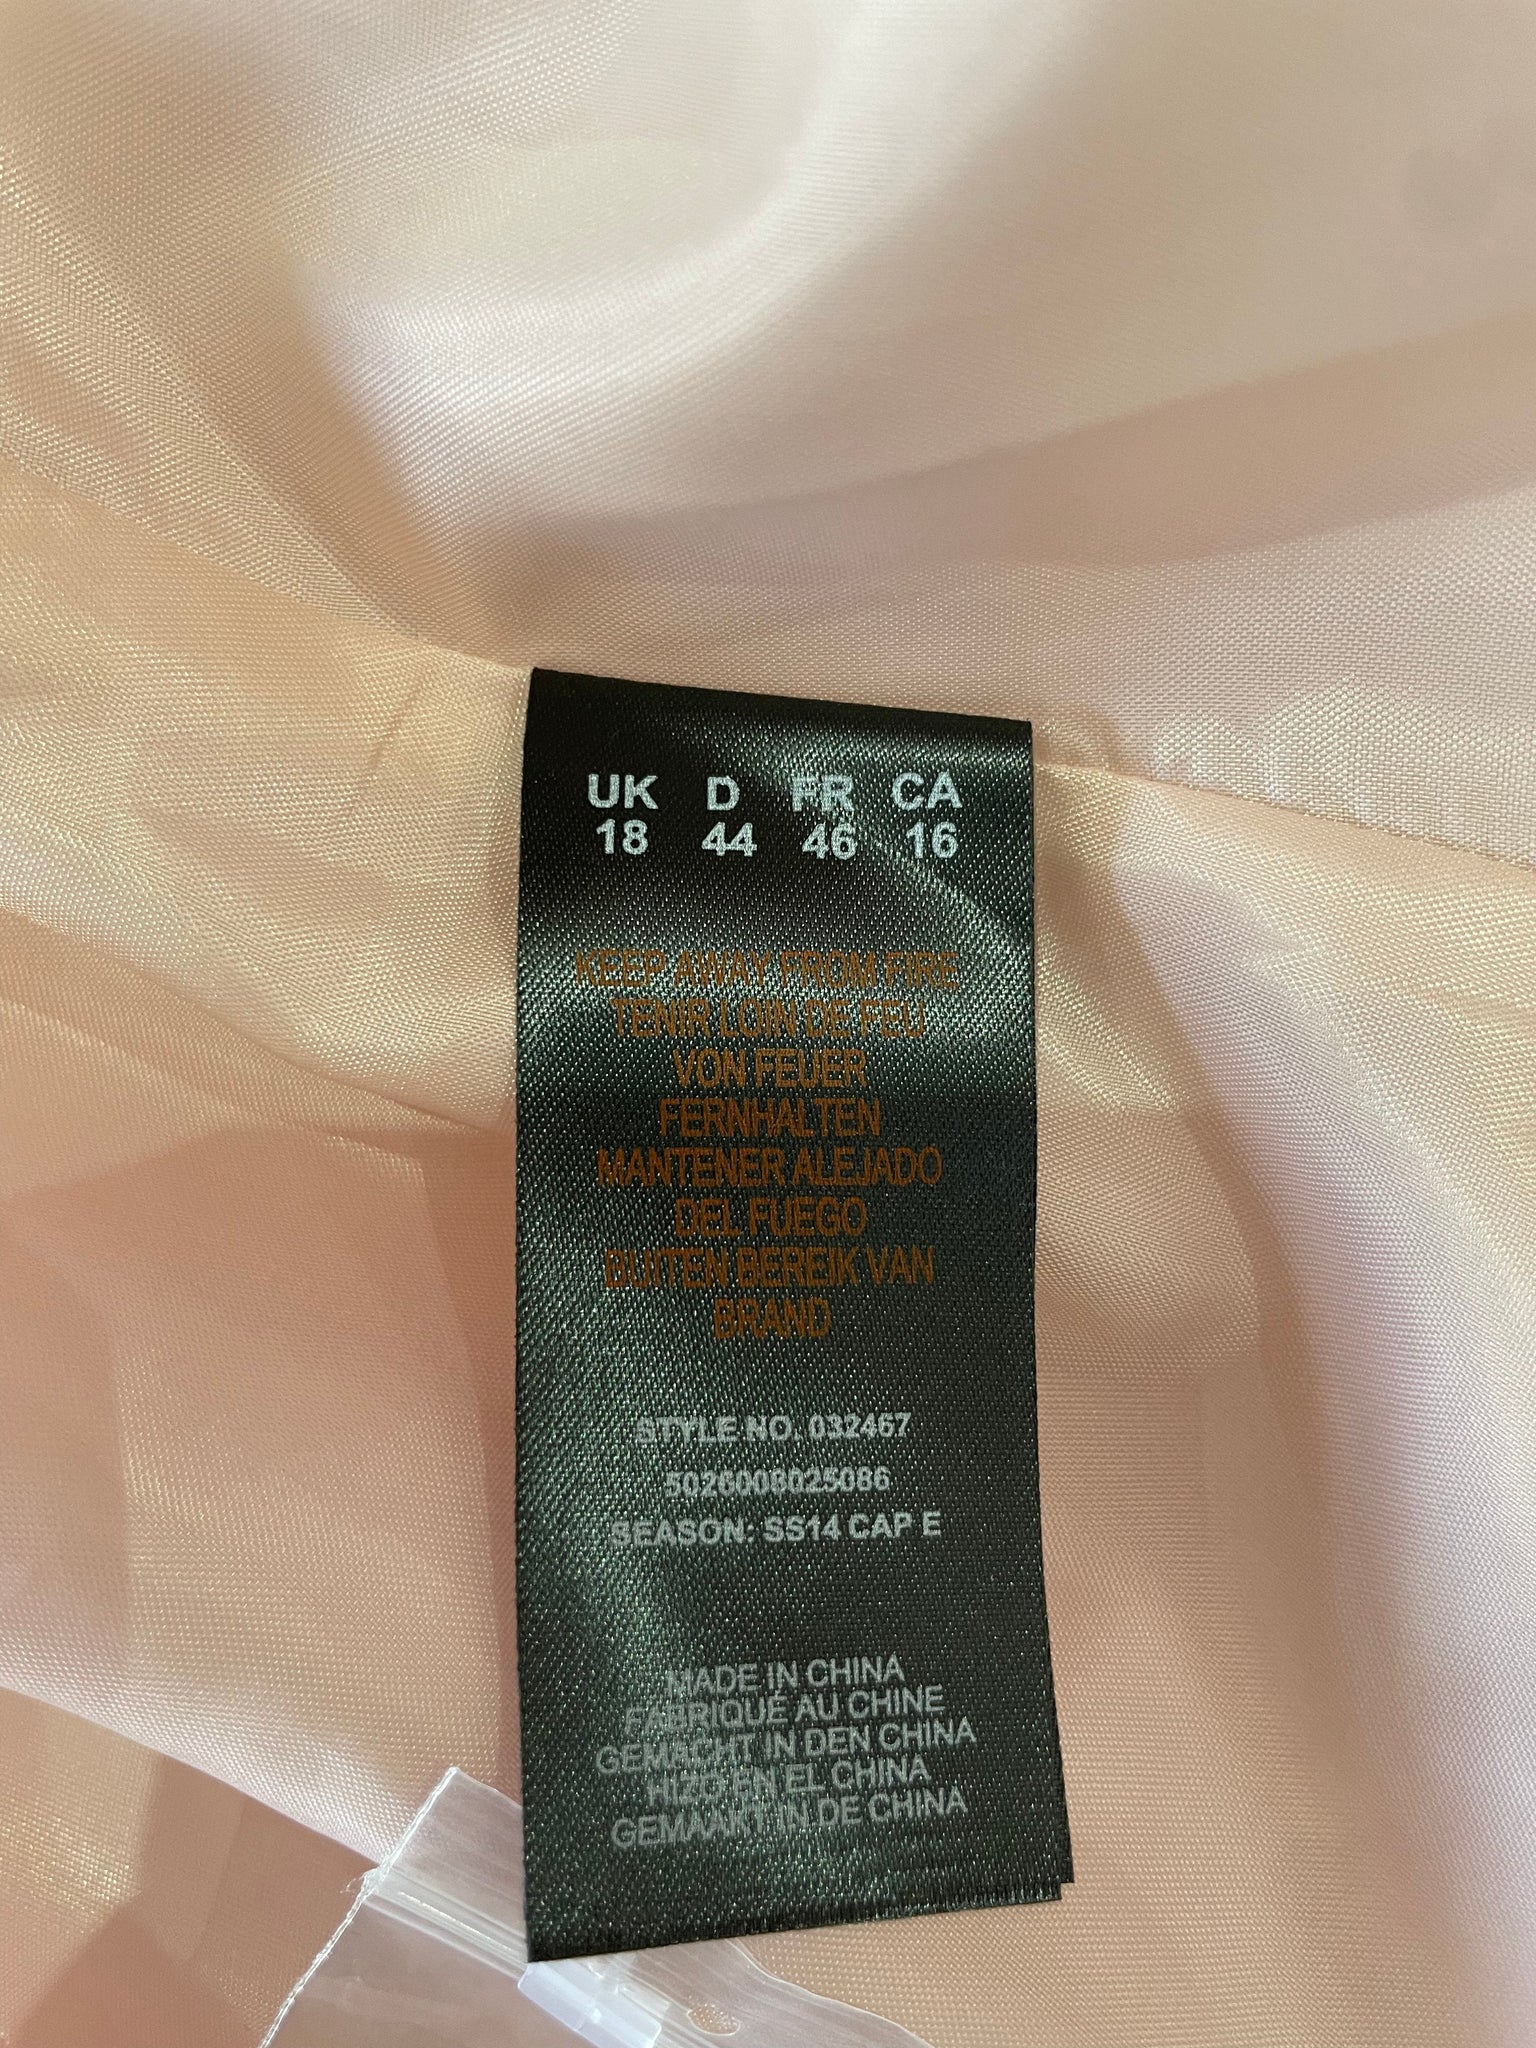 UK D FR CA
18 44 46 16
KEEP AWAY FROM FIRE
TENIR LOIN DE FEU
VON FEUER
FERNHALTEN
MANTENER ALEJADO
DEL FUEGO
BUITEN BEREIK VAN
BRAND
STYLE NO. 032467
5026008025086
SEASON: SS14 CAP E
MADE IN CHINA
FABRIQUÉ AU CHINE
GEMACHT IN DEN CHINA
HIZO EN EL CHINA
GEMAAKT IN DE CHINA